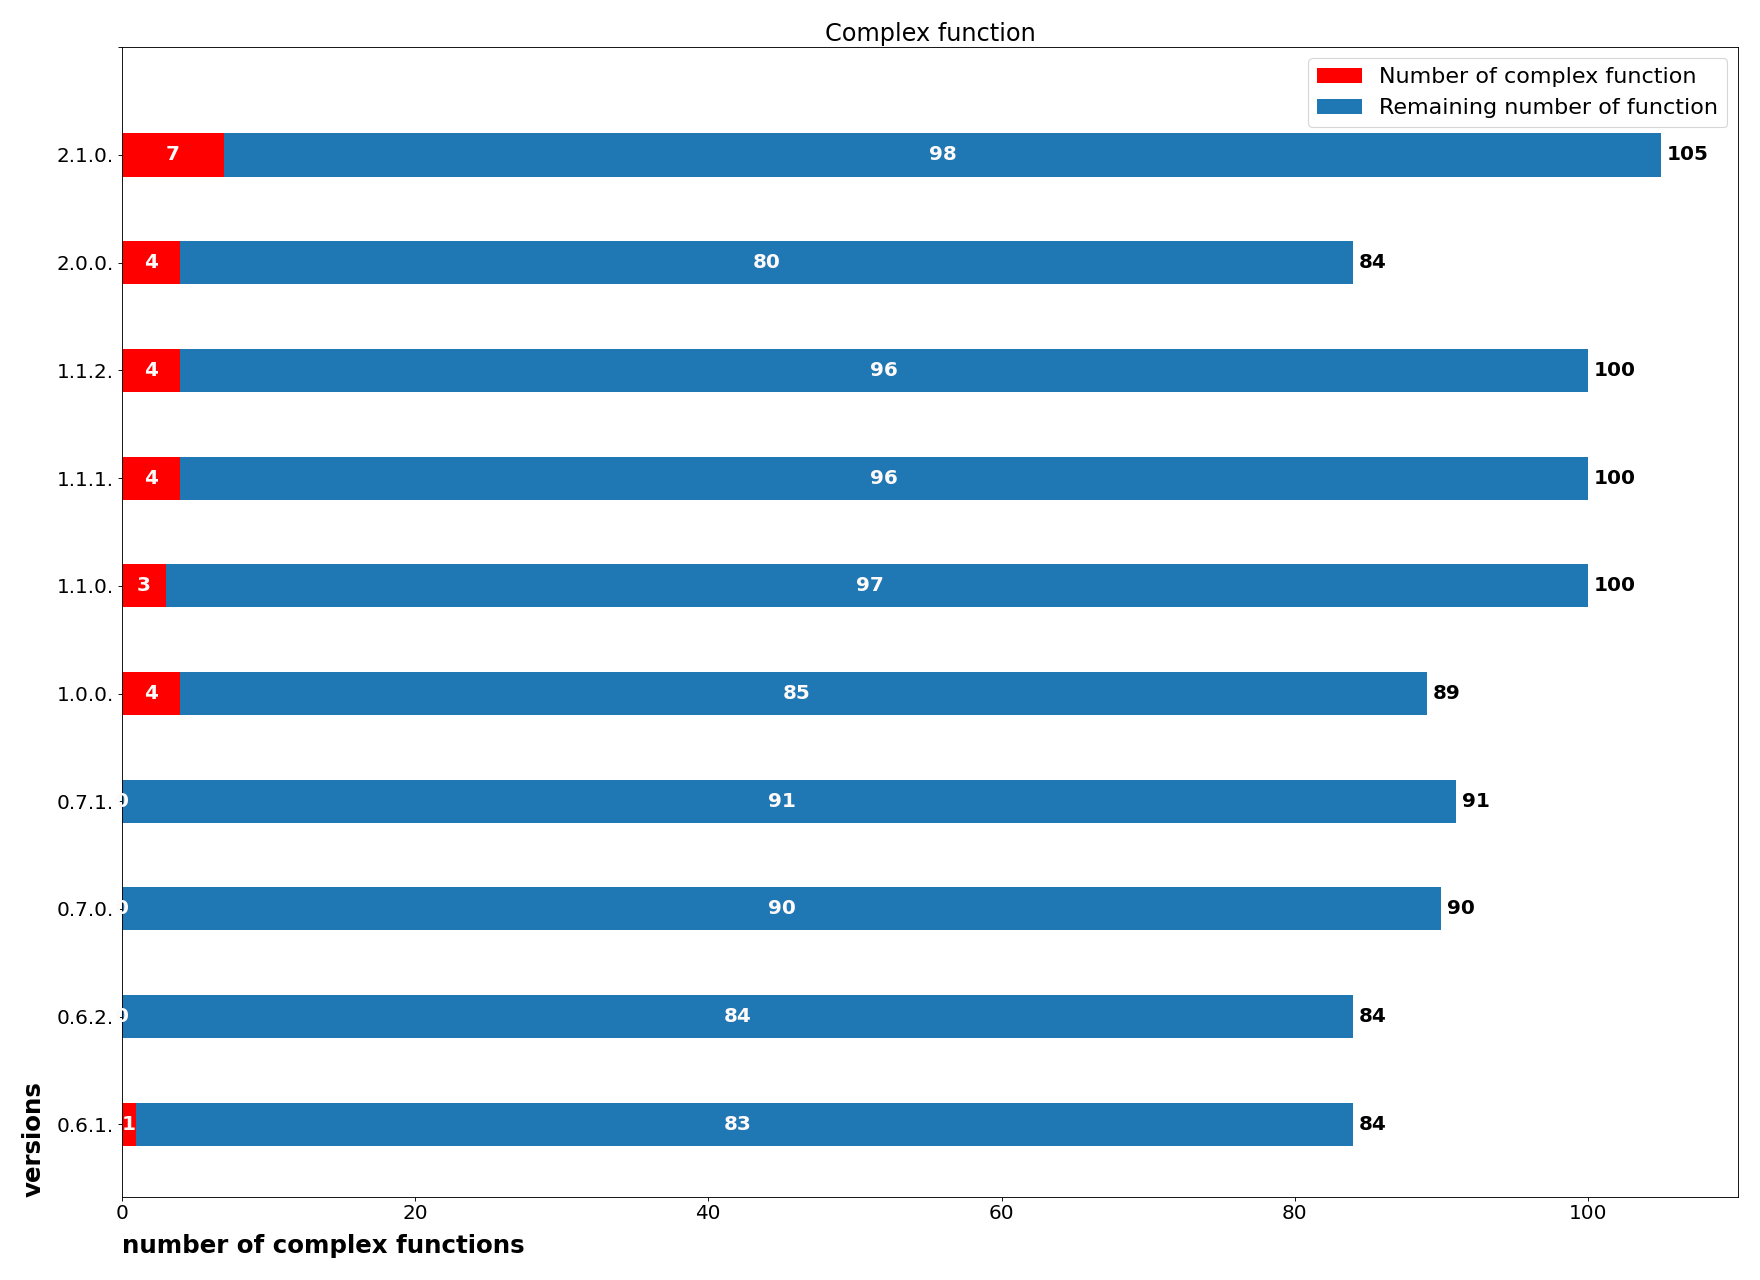 Complex function
Number of complex function
Remaining number of function
2.1.0. 7 98 105
2.0.0. 4 80 84
1.1.2. 4 96 100
1.1.1. 4 96 100
1.1.0. 3 97 100
1.0.0. 4 85 89
0.7.1. 0 91 91
0.7.0. 0 90 90
0.6.2. 0 84 84
0.6.1. 1 83 84
versions
0 20 40 60 80 100
number of complex functions